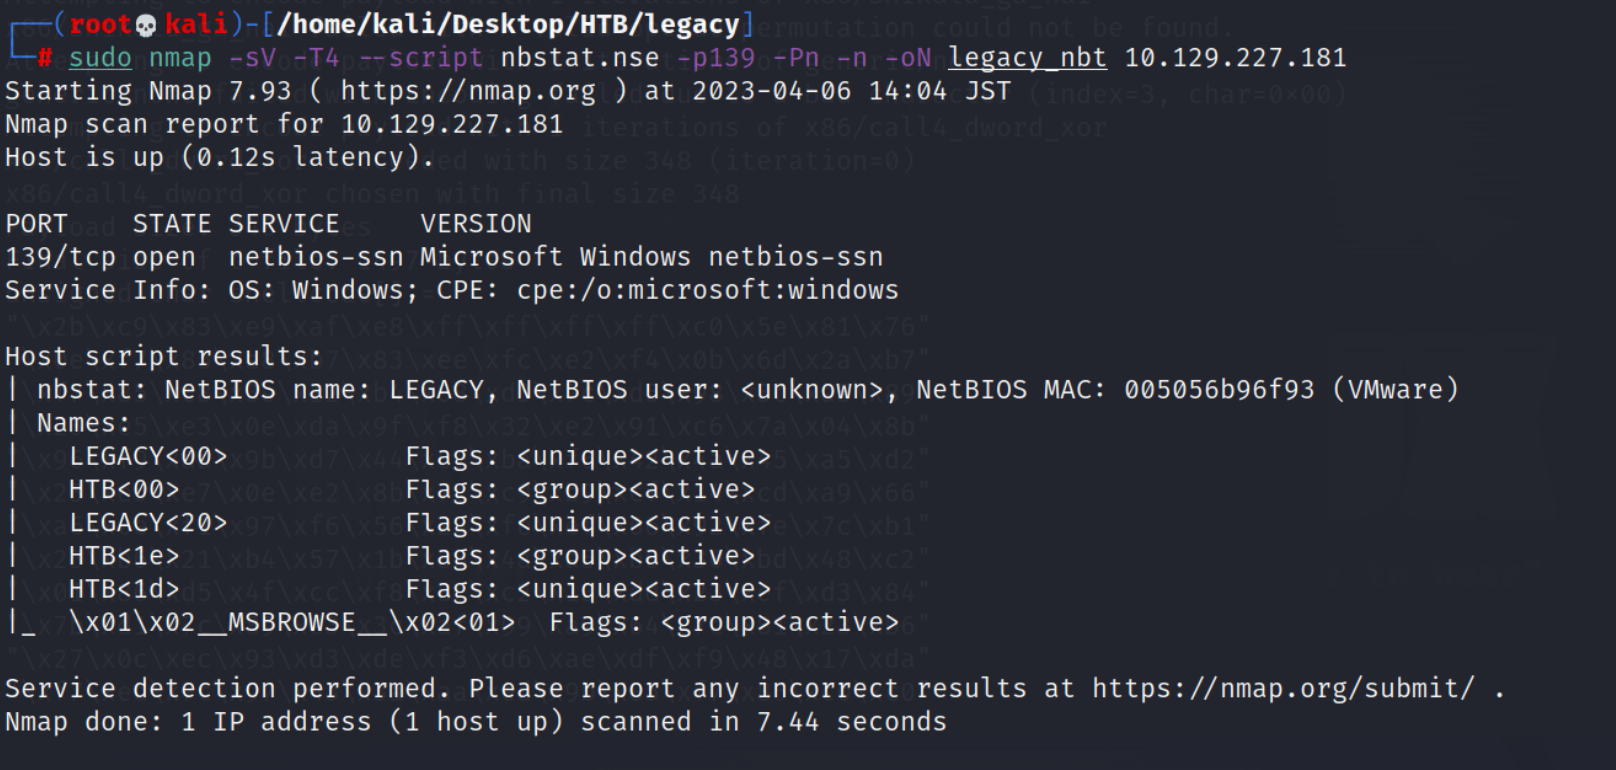 (root💀kali)-[/home/kali/Desktop/HTB/legacy]
# sudo nmap -sV -T4 --script nbstat.nse -p139 -Pn -n -oN legacy_nbt 10.129.227.181
Starting Nmap 7.93 ( https://nmap.org ) at 2023-04-06 14:04 JST
Nmap scan report for 10.129.227.181
Host is up (0.12s latency).
PORT    STATE SERVICE     VERSION
139/tcp open  netbios-ssn Microsoft Windows netbios-ssn
Service Info: OS: Windows; CPE: cpe:/o:microsoft:windows
Host script results:
| nbstat: NetBIOS name: LEGACY, NetBIOS user: <unknown>, NetBIOS MAC: 005056b96f93 (VMware)
| Names:
|   LEGACY<00>           Flags: <unique><active>
|   HTB<00>              Flags: <group><active>
|   LEGACY<20>           Flags: <unique><active>
|   HTB<1e>              Flags: <group><active>
|   HTB<1d>              Flags: <unique><active>
|_  \x01\x02__MSBROWSE__\x02<01>  Flags: <group><active>
Service detection performed. Please report any incorrect results at https://nmap.org/submit/ .
Nmap done: 1 IP address (1 host up) scanned in 7.44 seconds